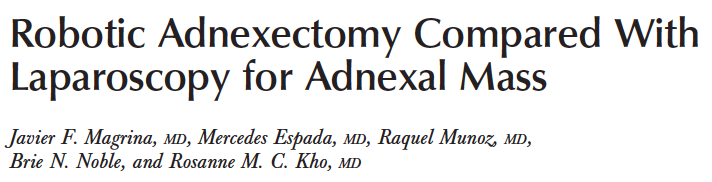 Robotic Adnexectomy Compared With
Laparoscopy for Adnexal Mass
Javier F. Magrina, MD, Mercedes Espada, MD, Raquel Munoz, MD,
Brie N. Noble, and Rosanne M. C. Kho, MD